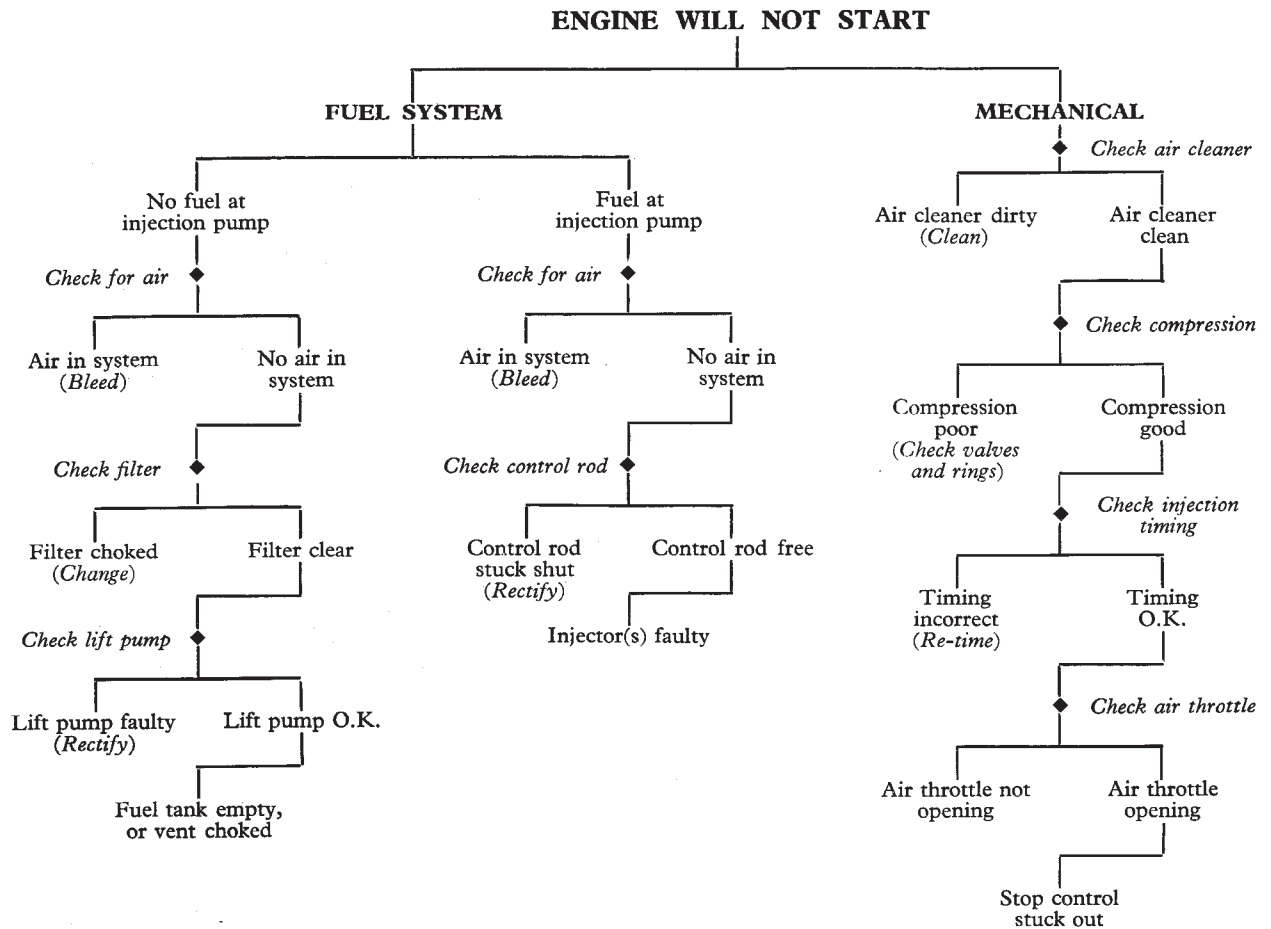 ENGINE WILL NOT START
FUEL SYSTEM
No fuel at
injection pump
Check for air
Air in system
(Bleed)
No air in
system
Check filter
Filter choked
(Change)
Filter clear
Check lift pump
Lift pump faulty
(Rectify)
Lift pump O.K.
Fuel tank empty,
or vent choked
Fuel at
injection pump
Check for air
Air in system
(Bleed)
No air in
system
Check control rod
Control rod
stuck shut
(Rectify)
Control rod free
Injector(s) faulty
MECHANICAL
Check air cleaner
Air cleaner dirty
(Clean)
Air cleaner
clean
Check compression
Compression
poor
(Check valves
and rings)
Compression
good
Check injection
timing
Timing
incorrect
(Re-time)
Timing
O.K.
Check air throttle
Air throttle not
opening
Air throttle
opening
Stop control
stuck out